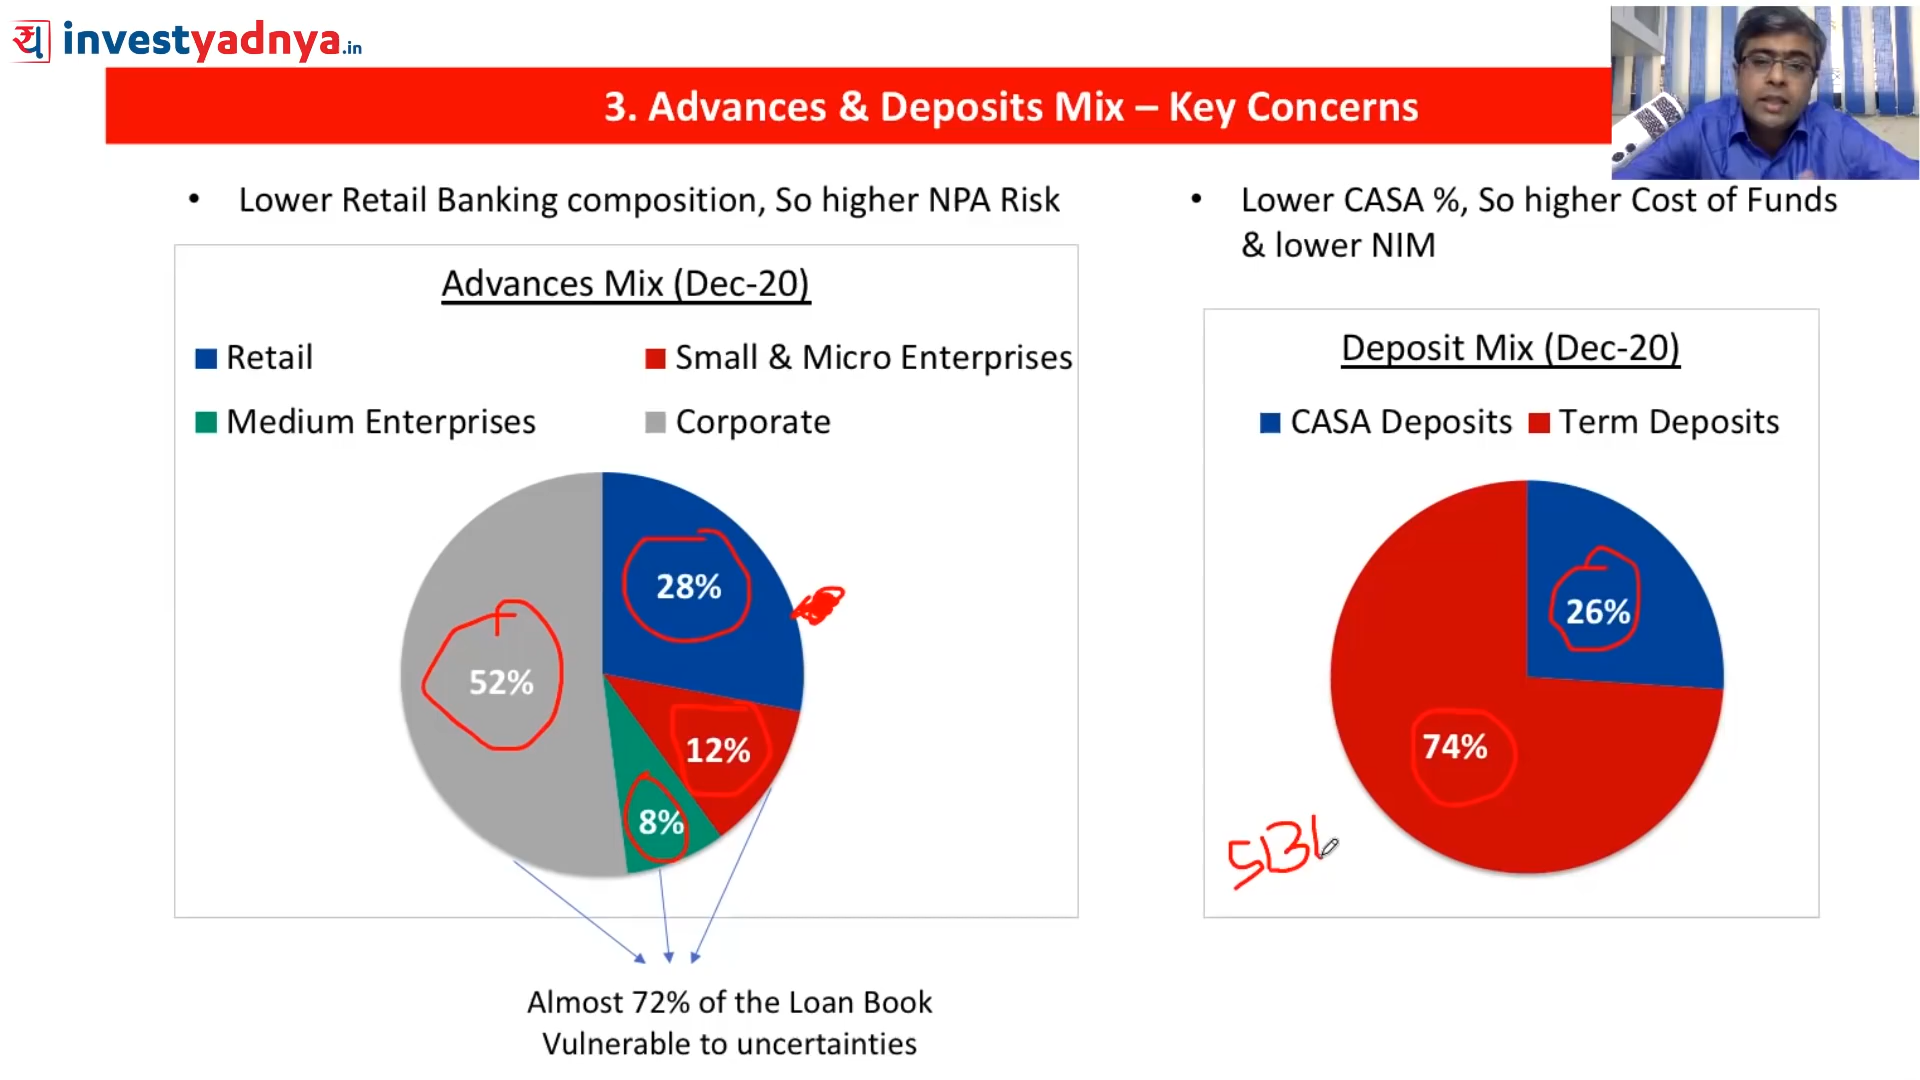 investyadnya.in
3. Advances & Deposits Mix – Key Concerns
• Lower Retail Banking composition, So higher NPA Risk
Advances Mix (Dec-20)
Retail
Small & Micro Enterprises
Medium Enterprises
Corporate
28%
52%
12%
8%
Almost 72% of the Loan Book
Vulnerable to uncertainties
• Lower CASA %, So higher Cost of Funds
& lower NIM
Deposit Mix (Dec-20)
CASA Deposits
Term Deposits
26%
74%